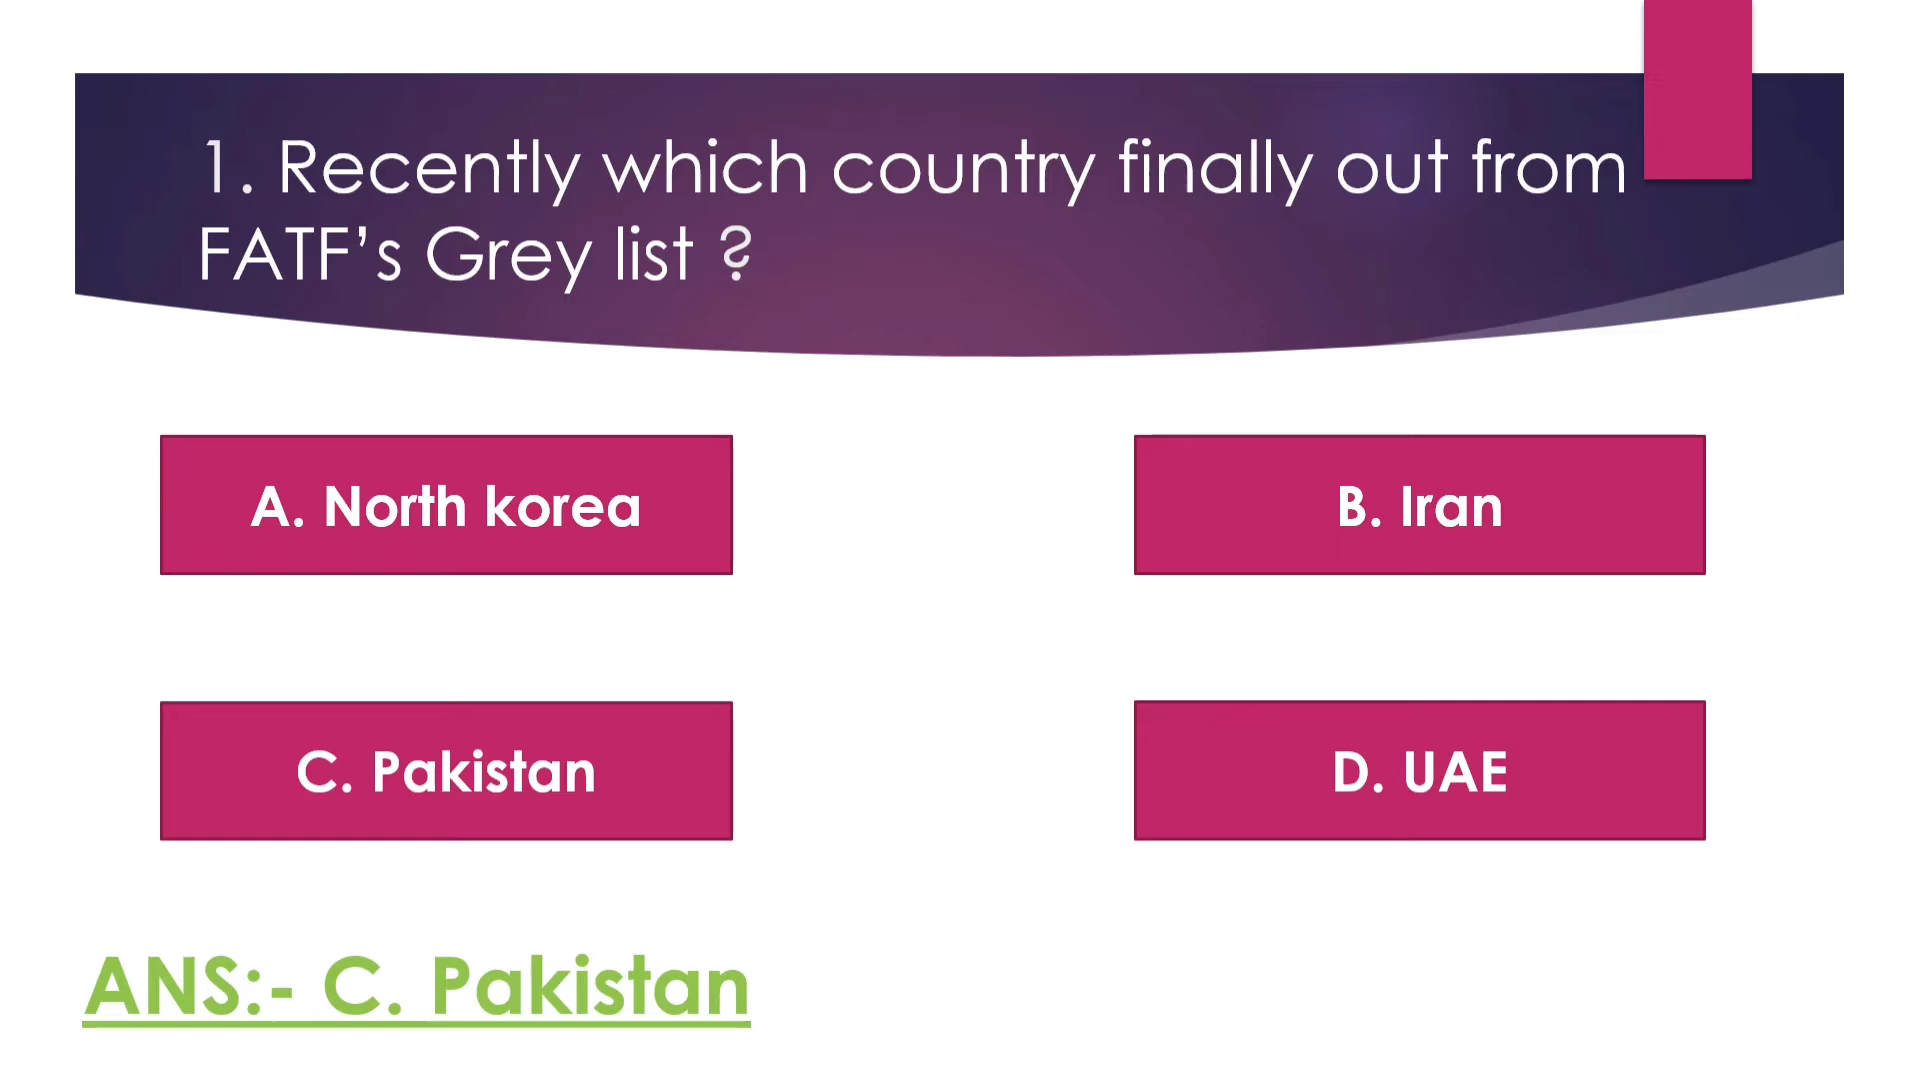 1. Recently which country finally out from
FATF’s Grey list ?
A. North korea
B. Iran
C. Pakistan
D. UAE
ANS:- C. Pakistan